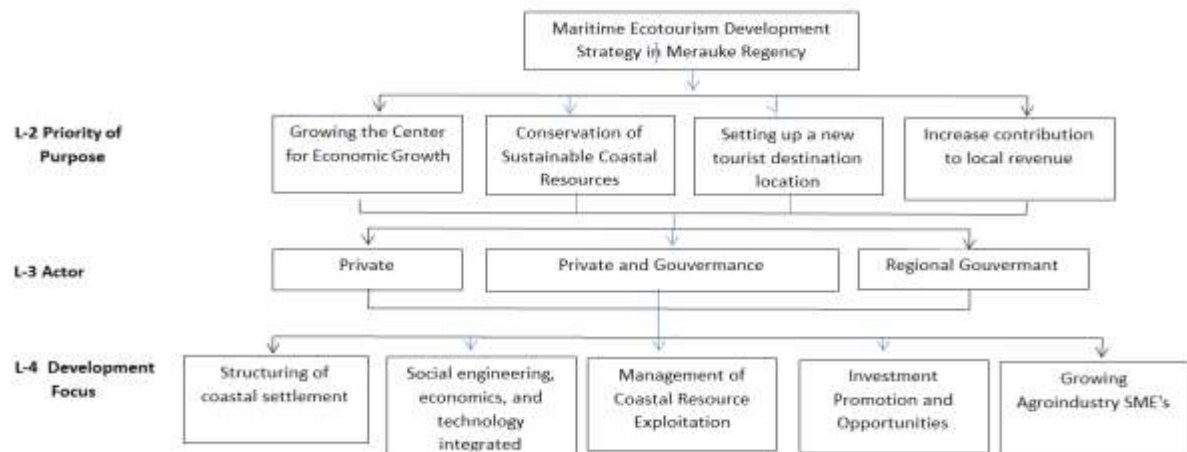 Maritime Ecotourism Development
Strategy in Merauke Regency
L-2 Priority of
Purpose
Growing the Center
for Economic Growth
Conservation of
Sustainable Coastal
Resources
Setting up a new
tourist destination
location
Increase contribution
to local revenue
L-3 Actor
Private
Private and Gouvermance
Regional Gouvermant
L-4 Development
Focus
Structuring of
coastal settlement
Social engineering,
economics, and
technology
integrated
Management of
Coastal Resource
Exploitation
Investment
Promotion and
Opportunities
Growing
Agroindustry SME's